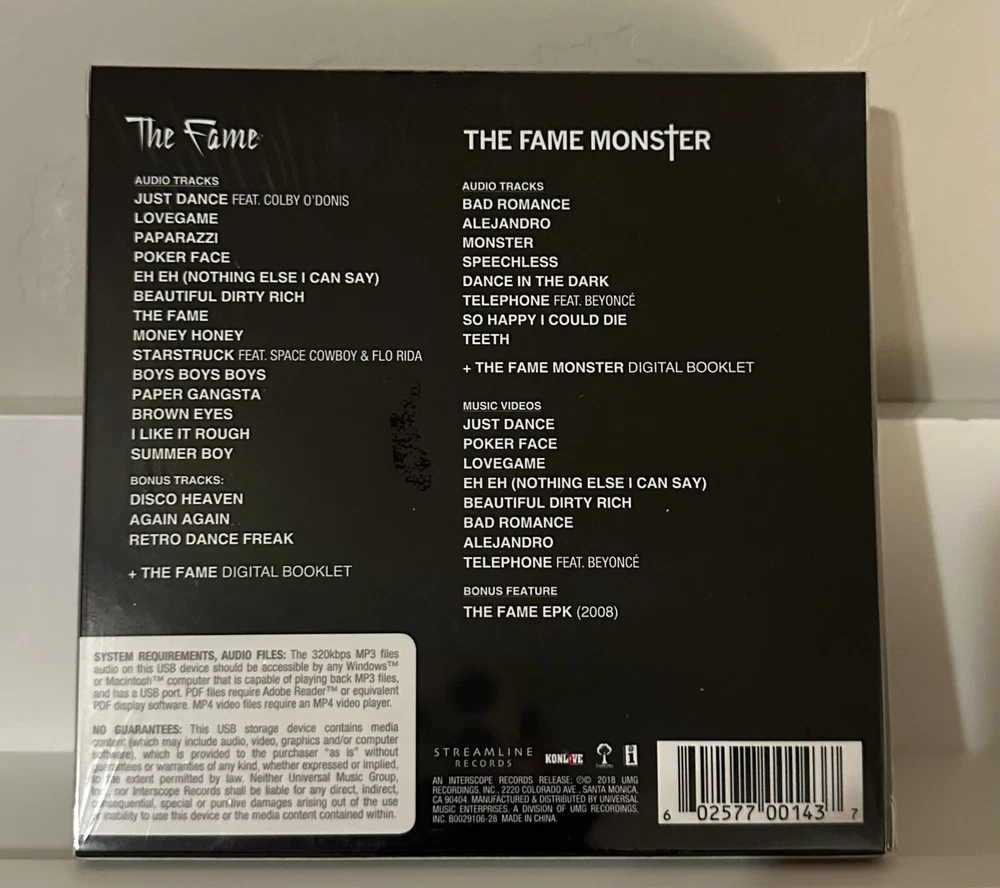 The Fame
AUDIO TRACKS
JUST DANCE FEAT. COLBY O'DONIS
LOVEGAME
PAPARAZZI
POKER FACE
EH EH (NOTHING ELSE I CAN SAY)
BEAUTIFUL DIRTY RICH
THE FAME
MONEY HONEY
STARSTRUCK FEAT. SPACE COWBOY & FLO RIDA
BOYS BOYS BOYS
PAPER GANGSTA
BROWN EYES
I LIKE IT ROUGH
SUMMER BOY
BONUS TRACKS:
DISCO HEAVEN
AGAIN AGAIN
RETRO DANCE FREAK
+ THE FAME DIGITAL BOOKLET
THE FAME MONSTER
AUDIO TRACKS
BAD ROMANCE
ALEJANDRO
MONSTER
SPEECHLESS
DANCE IN THE DARK
TELEPHONE FEAT. BEYONCÉ
SO HAPPY I COULD DIE
TEETH
+ THE FAME MONSTER DIGITAL BOOKLET
MUSIC VIDEOS
JUST DANCE
POKER FACE
LOVEGAME
EH EH (NOTHING ELSE I CAN SAY)
BEAUTIFUL DIRTY RICH
BAD ROMANCE
ALEJANDRO
TELEPHONE FEAT. BEYONCÉ
BONUS FEATURE
THE FAME EPK (2008)
SYSTEM REQUIREMENTS, AUDIO FILES: The 320kbps MP3 files
audio on this USB device should be accessible by any Windows™
or Macintosh™ computer that is capable of playing back MP3 files,
and has a USB port. PDF files require Adobe Reader™ or equivalent
PDF display software. MP4 video files require an MP4 video player.
NO GUARANTEES: This USB storage device contains media
content (which may include audio, video, graphics and/or computer
software), which is provided to the purchaser "as is" without
guarantees or warranties of any kind, whether expressed or implied,
to the extent permitted by law. Neither Universal Music Group,
Inc., nor Interscope Records shall be liable for any direct, indirect,
consequential, special or punitive damages arising out of the use
or inability to use this device or the media content contained within.
STREAMLINE
RECORDS
KONLIVE
AN INTERSCOPE RECORDS RELEASE; ©℗ 2018 UMG
RECORDINGS, INC., 2220 COLORADO AVE., SANTA MONICA,
CA 90404. MANUFACTURED & DISTRIBUTED BY UNIVERSAL
MUSIC ENTERPRISES, A DIVISION OF UMG RECORDINGS,
INC. B0029106-28 MADE IN CHINA.
6 02577 00143 7